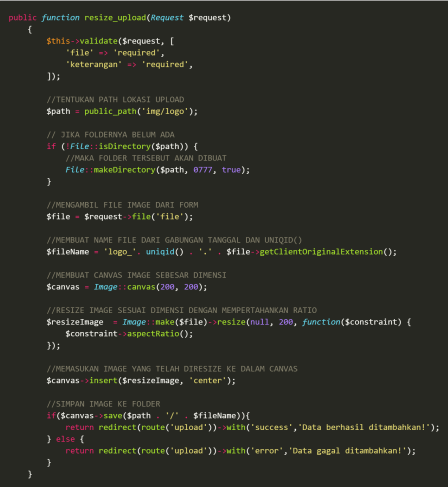 public function resize_upload(Request $request)
{
$this->validate($request, [
'file' => 'required',
'keterangan' => 'required',
]);
//TENTUKAN PATH LOKASI UPLOAD
$path = public_path('img/logo');
// JIKA FOLDERNYA BELUM ADA
if (!File::isDirectory($path)) {
//MAKA FOLDER TERSEBUT AKAN DIBUAT
File::makeDirectory($path, 0777, true);
}
//MENGAMBIL FILE IMAGE DARI FORM
$file = $request->file('file');
//MEMBUAT NAME FILE DARI GABUNGAN TANGGAL DAN UNIQID()
$fileName = 'logo_'. uniqid() . '.' . $file->getClientOriginalExtension();
//MEMBUAT CANVAS IMAGE SEBESAR DIMENSI
$canvas = Image::canvas(200, 200);
//RESIZE IMAGE SESUAI DIMENSI DENGAN MEMPERTAHANKAN RATIO
$resizeImage  = Image::make($file)->resize(null, 200, function($constraint) {
$constraint->aspectRatio();
});
//MEMASUKAN IMAGE YANG TELAH DIRESIZE KE DALAM CANVAS
$canvas->insert($resizeImage, 'center');
//SIMPAN IMAGE KE FOLDER
if($canvas->save($path . '/' . $fileName)){
return redirect(route('upload'))->with('success','Data berhasil ditambahkan!');
} else {
return redirect(route('upload'))->with('error','Data gagal ditambahkan!');
}
}